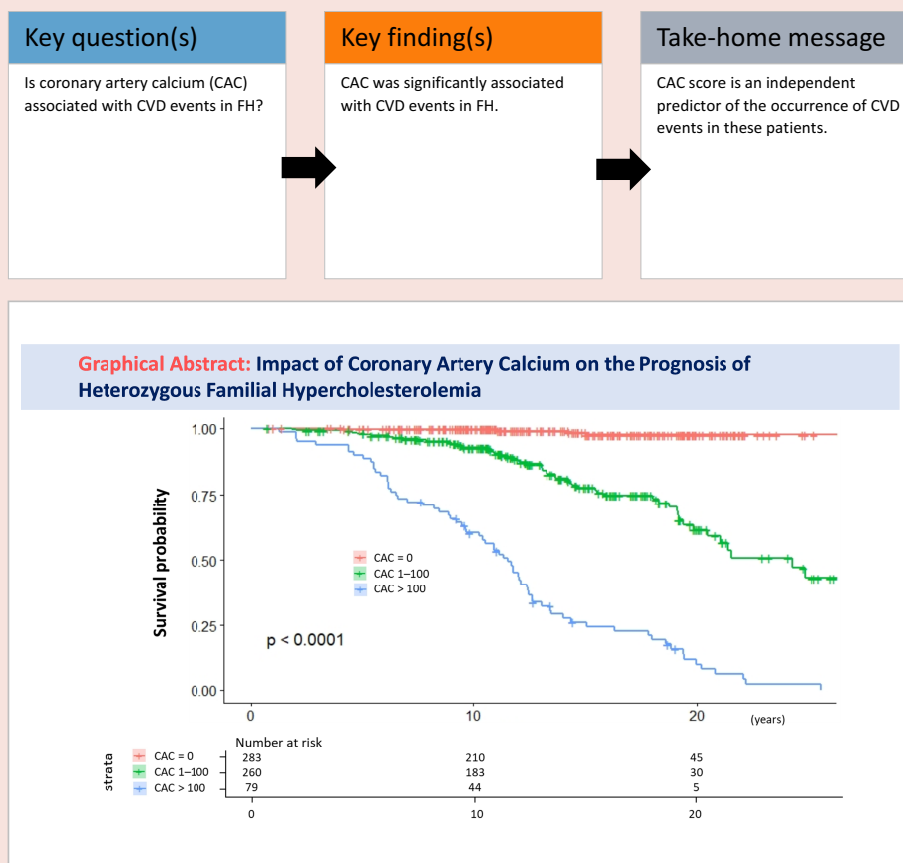 Key question(s)
Is coronary artery calcium (CAC)
associated with CVD events in FH?
Key finding(s)
CAC was significantly associated
with CVD events in FH.
Take-home message
CAC score is an independent
predictor of the occurrence of CVD
events in these patients.
Graphical Abstract: Impact of Coronary Artery Calcium on the Prognosis of
Heterozygous Familial Hypercholesterolemia
Survival probability
1.00
0.75
0.50
0.25
0.00
CAC = 0
CAC 1–100
CAC > 100
p < 0.0001
0 10 20 (years)
Number at risk
strata
CAC = 0 283 210 45
CAC 1–100 260 183 30
CAC > 100 79 44 5
0 10 20